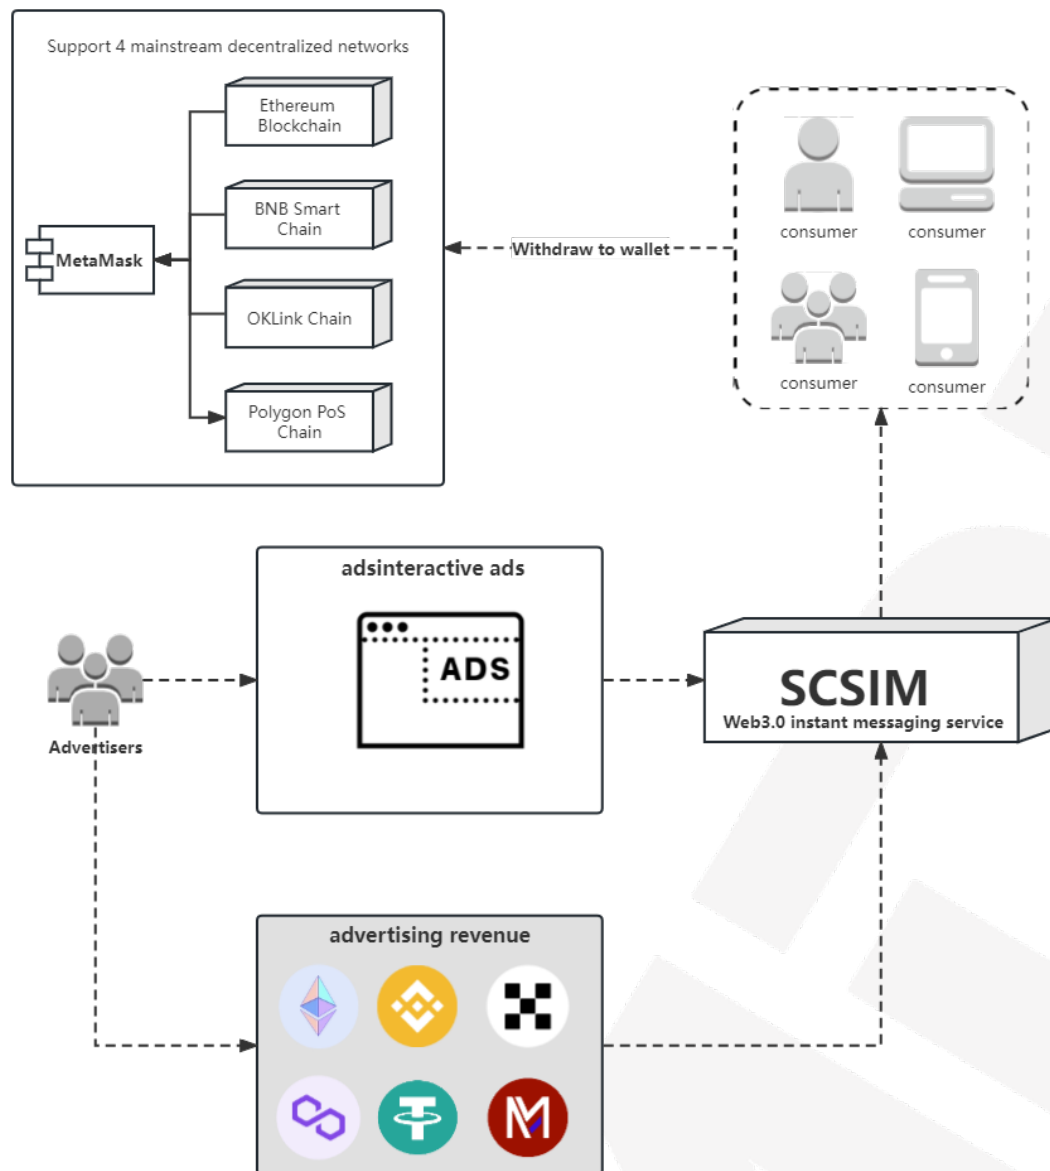 Support 4 mainstream decentralized networks
Ethereum
Blockchain
BNB Smart
Chain
MetaMask
OKLink Chain
Polygon PoS
Chain
Withdraw to wallet
consumer
consumer
consumer
consumer
adsinteractive ads
ADS
Advertisers
SCSIM
Web3.0 instant messaging service
advertising revenue